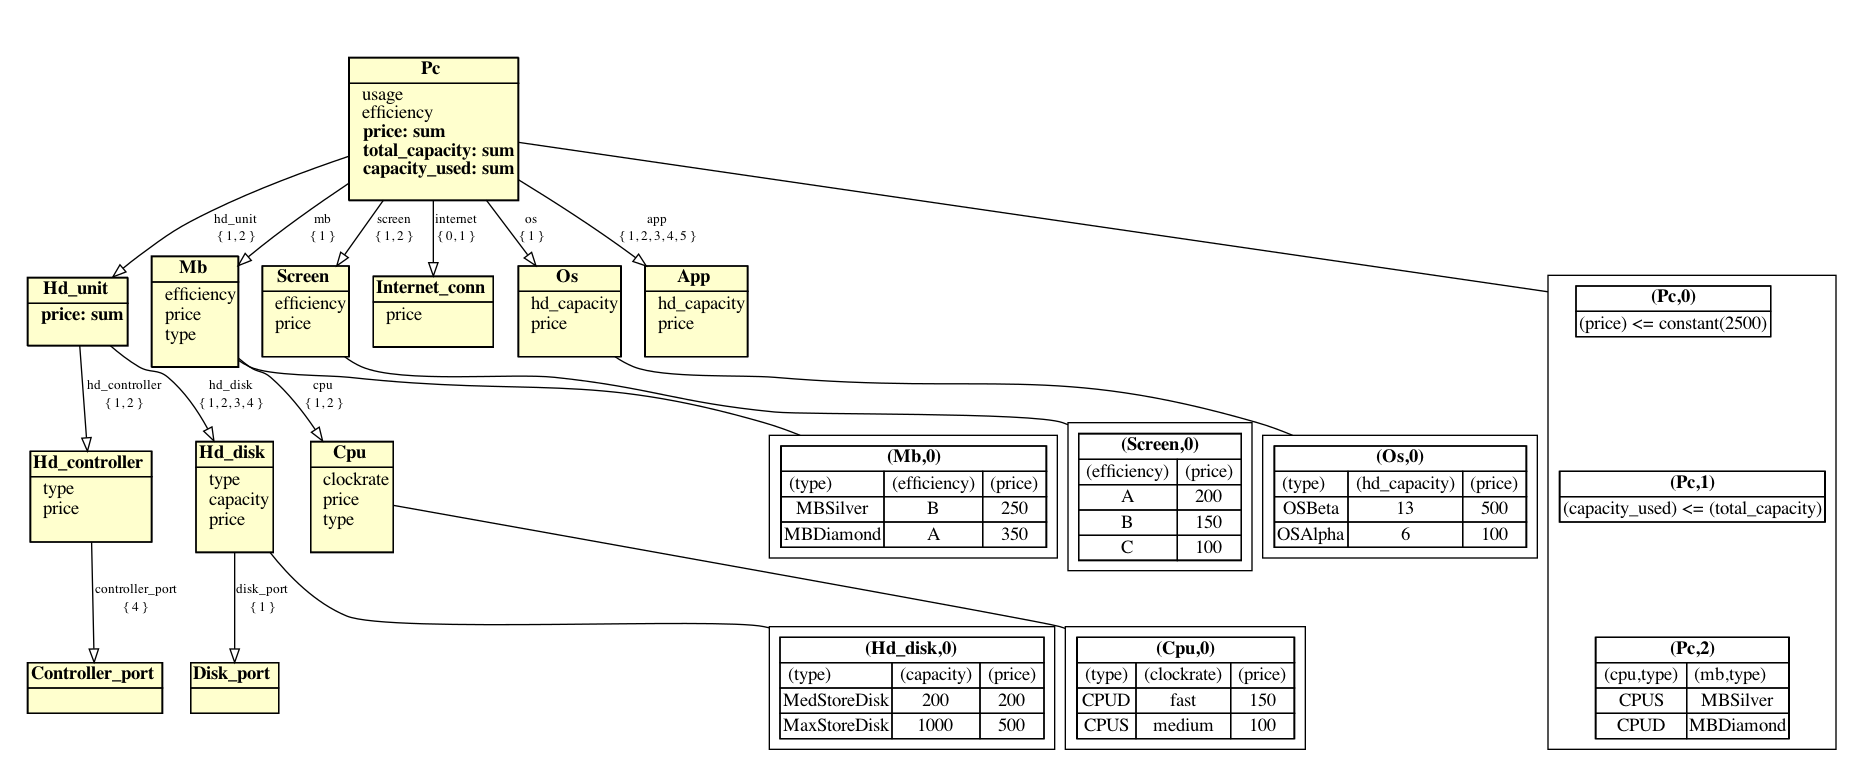 Pc
usage
efficiency
price: sum
total_capacity: sum
capacity_used: sum
hd_unit
{ 1, 2 }
mb
{ 1 }
screen
{ 1, 2 }
internet
{ 0, 1 }
os
{ 1 }
app
{ 1, 2, 3, 4, 5 }
Hd_unit
price: sum
Mb
efficiency
price
type
Screen
efficiency
price
Internet_conn
price
Os
hd_capacity
price
App
hd_capacity
price
(Pc,0)
(price) <= constant(2500)
hd_controller
{ 1, 2 }
hd_disk
{ 1, 2, 3, 4 }
cpu
{ 1, 2 }
Hd_controller
type
price
Hd_disk
type
capacity
price
Cpu
clockrate
price
type
(Mb,0)
(type) (efficiency) (price)
MBSilver B 250
MBDiamond A 350
(Screen,0)
(efficiency) (price)
A 200
B 150
C 100
(Os,0)
(type) (hd_capacity) (price)
OSBeta 13 500
OSAlpha 6 100
(Pc,1)
(capacity_used) <= (total_capacity)
controller_port
{ 4 }
disk_port
{ 1 }
Controller_port
Disk_port
(Hd_disk,0)
(type) (capacity) (price)
MedStoreDisk 200 200
MaxStoreDisk 1000 500
(Cpu,0)
(type) (clockrate) (price)
CPUD fast 150
CPUS medium 100
(Pc,2)
(cpu,type) (mb,type)
CPUS MBSilver
CPUD MBDiamond